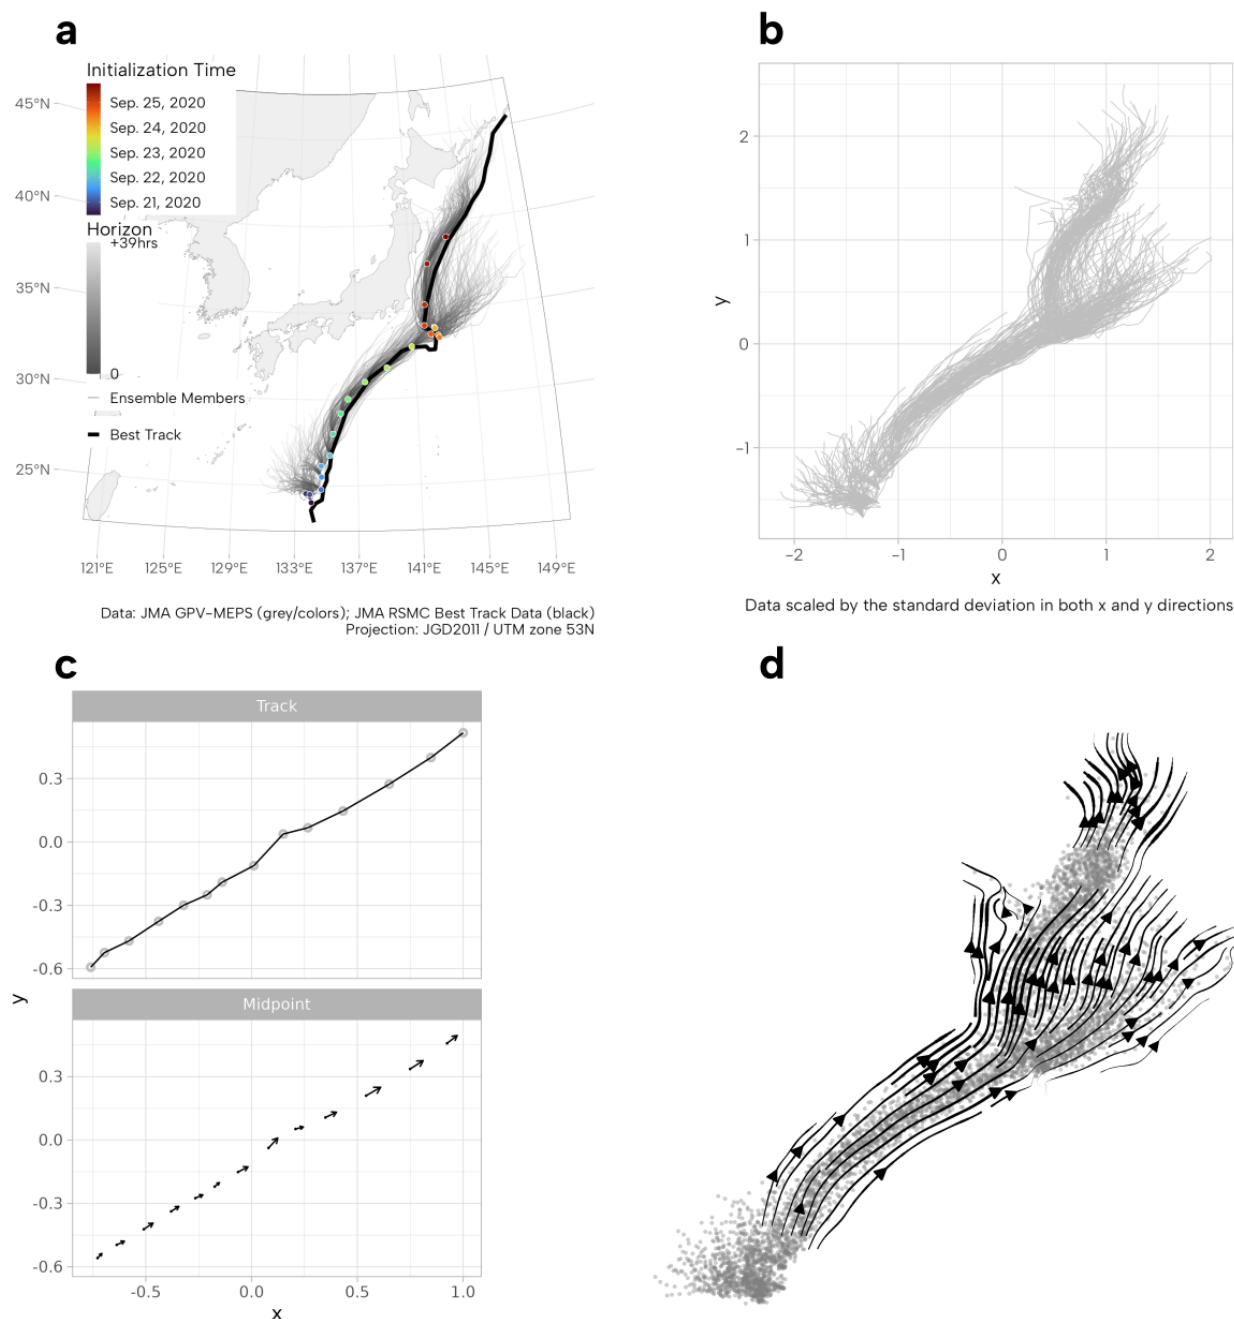 a
Initialization Time
Sep. 25, 2020
Sep. 24, 2020
Sep. 23, 2020
Sep. 22, 2020
Sep. 21, 2020
Horizon
+39hrs
0
Ensemble Members
Best Track
45°N
40°N
35°N
30°N
25°N
121°E 125°E 129°E 133°E 137°E 141°E 145°E 149°E
Data: JMA GPV-MEPS (grey/colors); JMA RSMC Best Track Data (black)
Projection: JGD2011 / UTM zone 53N
b
2
1
0
-1
y
-2 -1 0 1 2
x
Data scaled by the standard deviation in both x and y directions
c
Track
0.3
0.0
-0.3
-0.6
y
Midpoint
0.3
0.0
-0.3
-0.6
-0.5 0.0 0.5 1.0
x
d